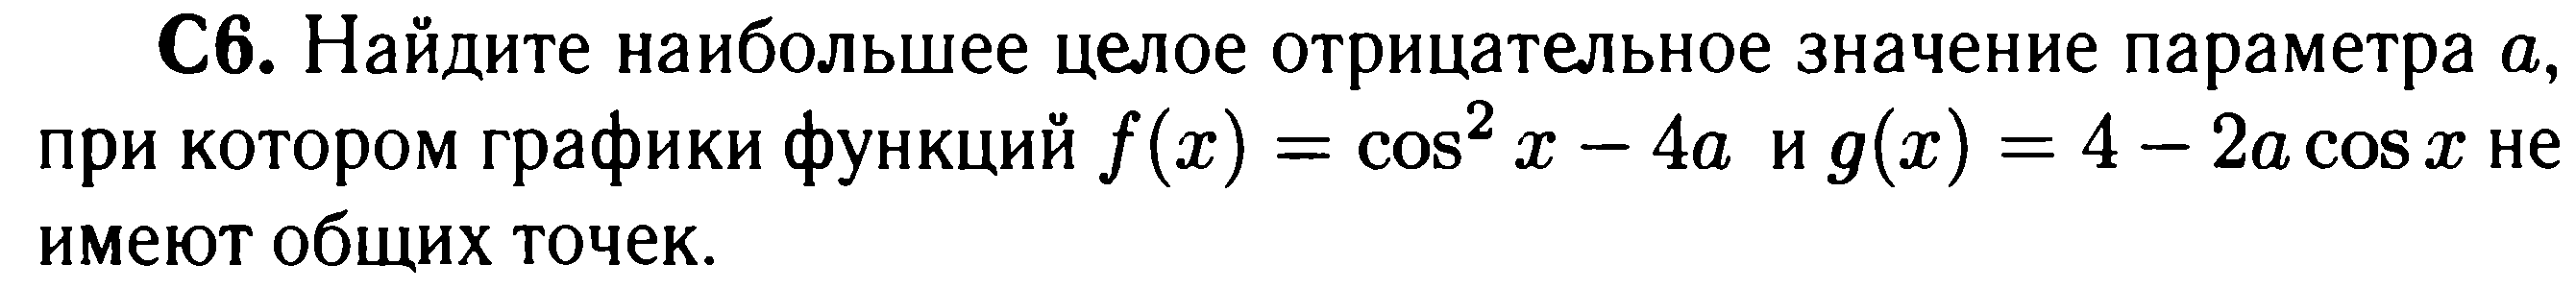 С6. Найдите наибольшее целое отрицательное значение параметра a,
при котором графики функций f(x) = cos² x − 4a и g(x) = 4 − 2a cos x не
имеют общих точек.